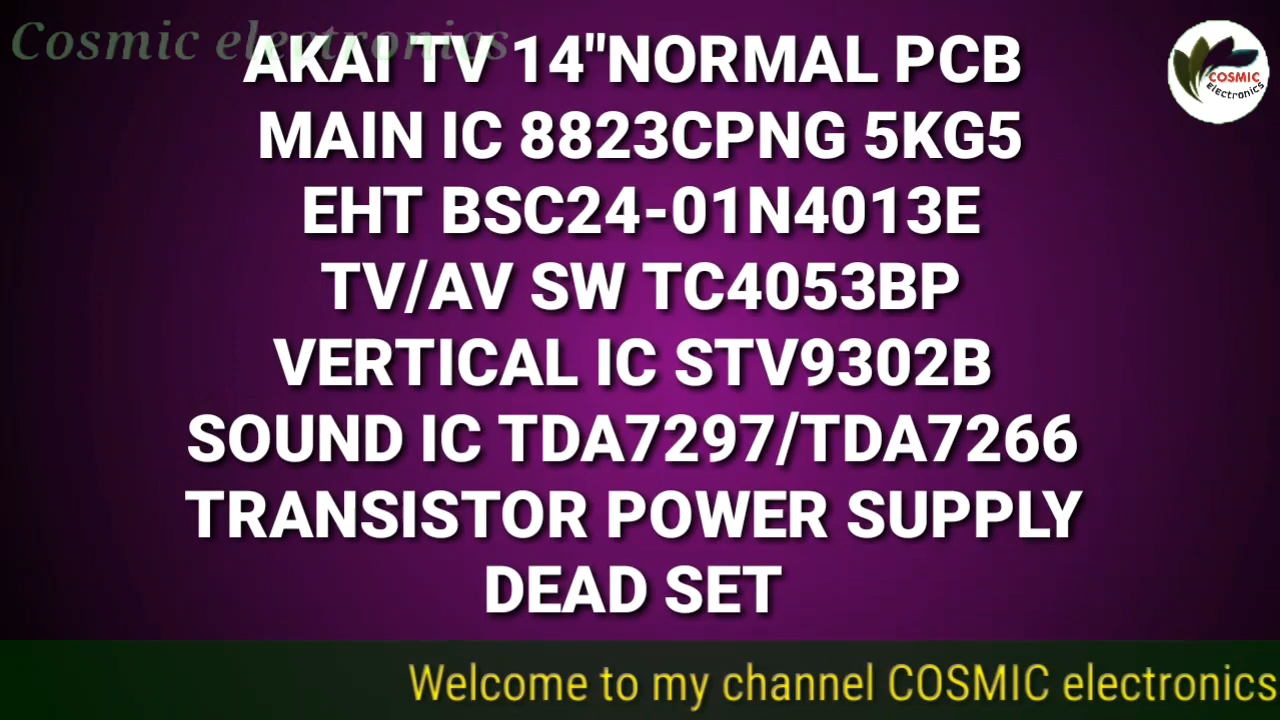 Cosmic electronics
AKAI TV 14"NORMAL PCB
COSMIC
electronics
MAIN IC 8823CPNG 5KG5
EHT BSC24-01N4013E
TV/AV SW TC4053BP
VERTICAL IC STV9302B
SOUND IC TDA7297/TDA7266
TRANSISTOR POWER SUPPLY
DEAD SET
Welcome to my channel COSMIC electronics